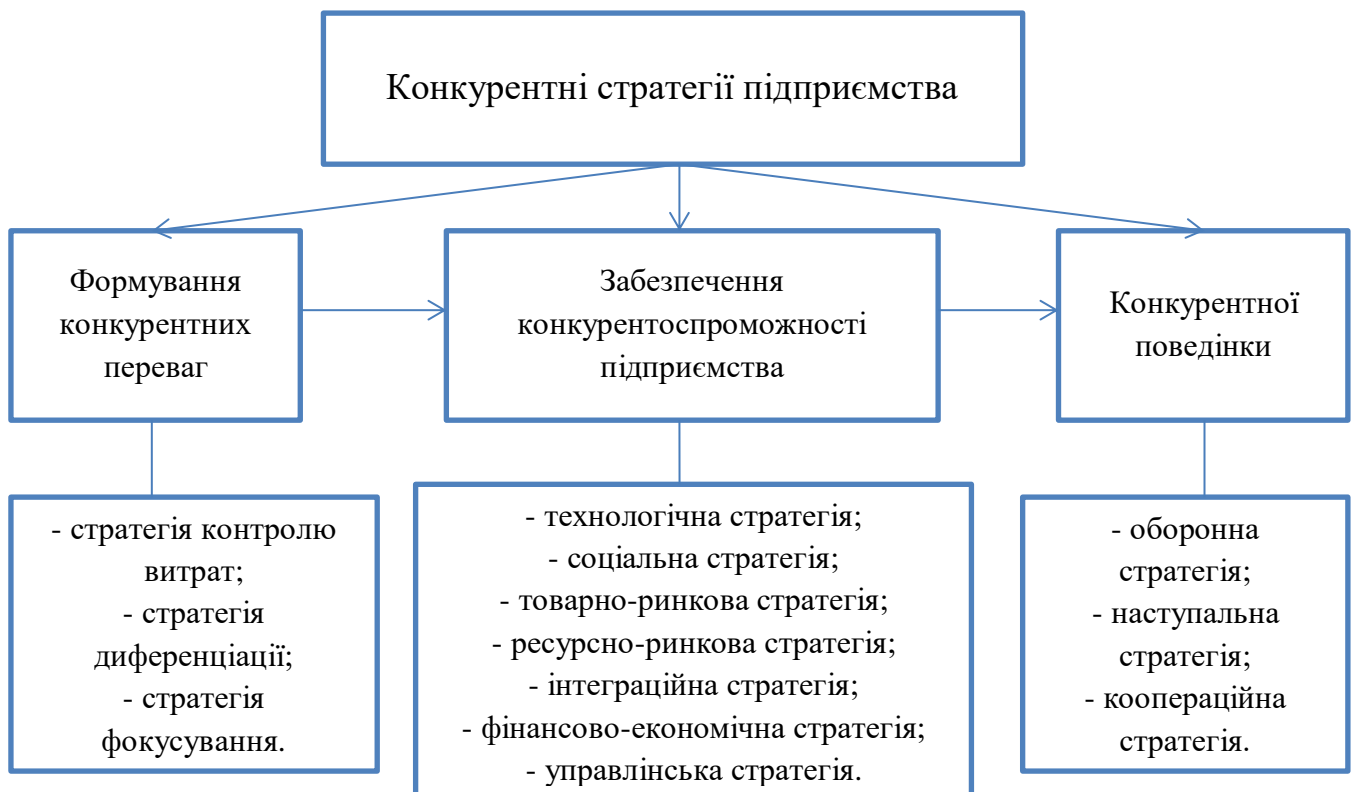 Конкурентні стратегії підприємства
Формування
конкурентних
переваг
Забезпечення
конкурентоспроможності
підприємства
Конкурентної
поведінки
- стратегія контролю
витрат;
- стратегія
диференціації;
- стратегія
фокусування.
- технологічна стратегія;
- соціальна стратегія;
- товарно-ринкова стратегія;
- ресурсно-ринкова стратегія;
- інтеграційна стратегія;
- фінансово-економічна стратегія;
- управлінська стратегія.
- оборонна
стратегія;
- наступальна
стратегія;
- коопераційна
стратегія.